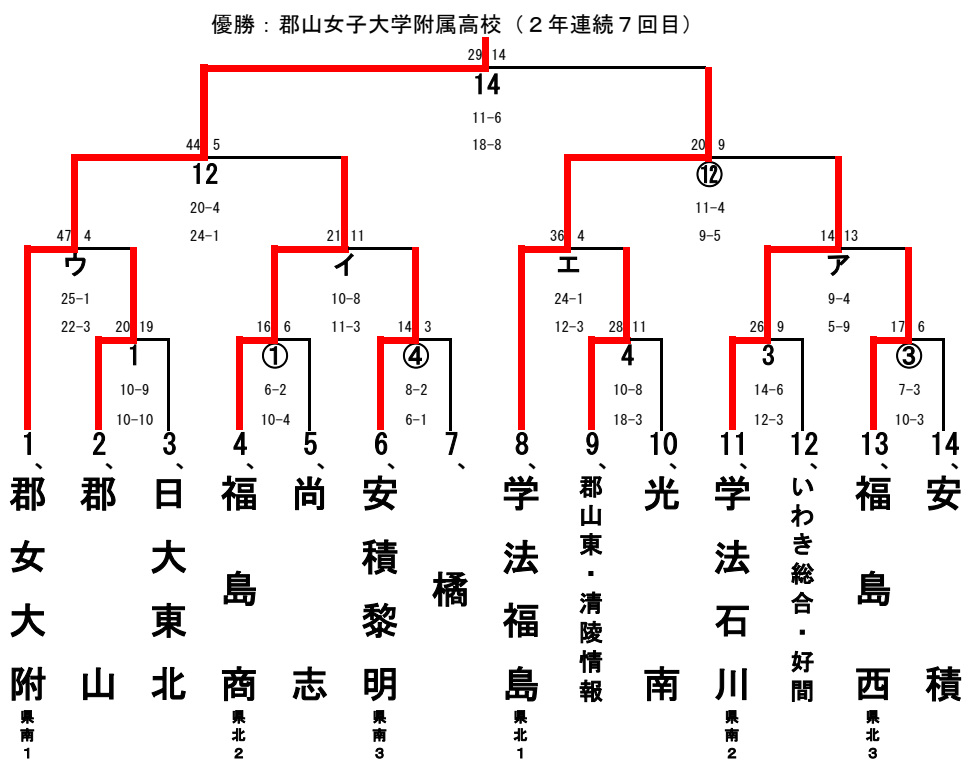 優勝：郡山女子大学附属高校（２年連続７回目）
29 14
14
11-6
18-8
44 5
12
20-4
24-1
20 9
⑫
11-4
9-5
47 4
ウ
25-1
22-3
21 11
イ
10-8
11-3
36 4
エ
24-1
12-3
14 13
ア
9-4
5-9
20 19
1
10-9
10-10
16 6
①
6-2
10-4
14 3
④
8-2
6-1
28 11
4
10-8
18-3
26 9
3
14-6
12-3
17 6
③
7-3
10-3
1、郡女大附 県南1
2、郡山
3、日大東北
4、福島商 県北2
5、尚志
6、安積黎明 県南3
7、橘
8、学法福島 県北1
9、郡山東・清陵情報
10、光南
11、学法石川 県南2
12、いわき総合・好間
13、福島西 県北3
14、安積